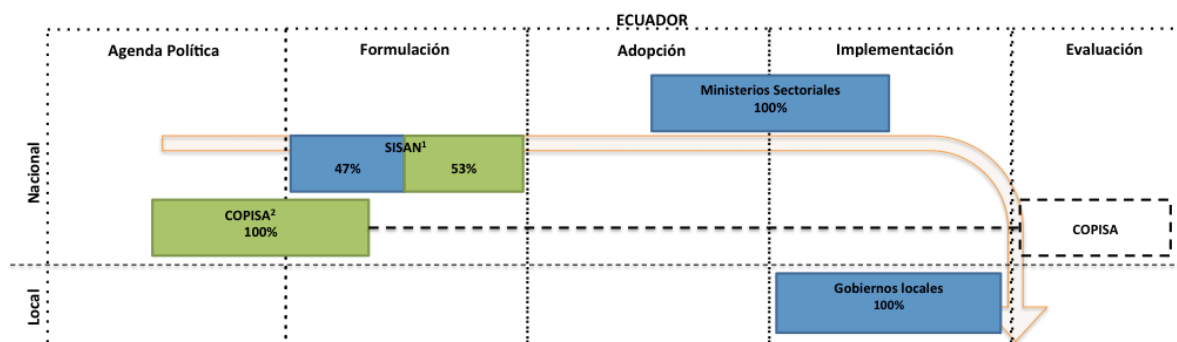 ECUADOR
Agenda Política
Formulación
Adopción
Implementación
Evaluación
Nacional
Ministerios Sectoriales
100%
SISAN¹
47%
53%
COPISA²
100%
COPISA
Local
Gobiernos locales
100%